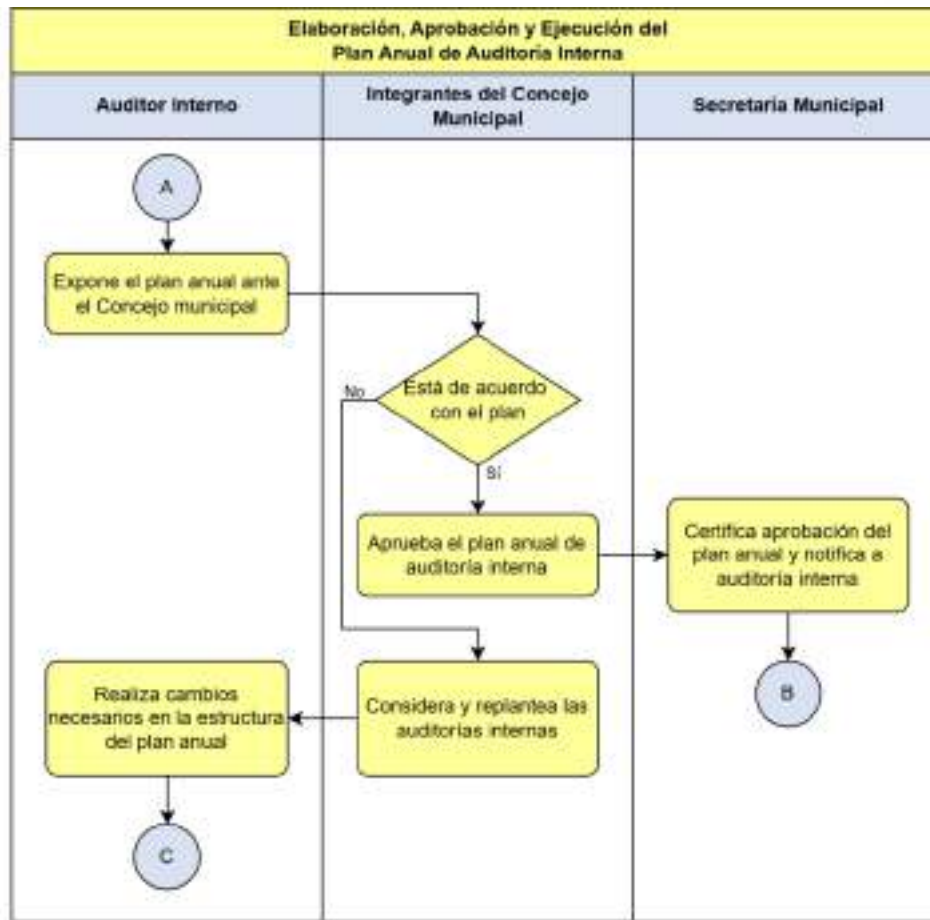 Elaboración, Aprobación y Ejecución del
Plan Anual de Auditoría Interna
Auditor Interno
Integrantes del Concejo
Municipal
Secretaría Municipal
A
Expone el plan anual ante
el Concejo municipal
Está de acuerdo
con el plan
No
Sí
Aprueba el plan anual de
auditoría interna
Certifica aprobación del
plan anual y notifica a
auditoría interna
B
Considera y replantea las
auditorías internas
Realiza cambios
necesarios en la estructura
del plan anual
C